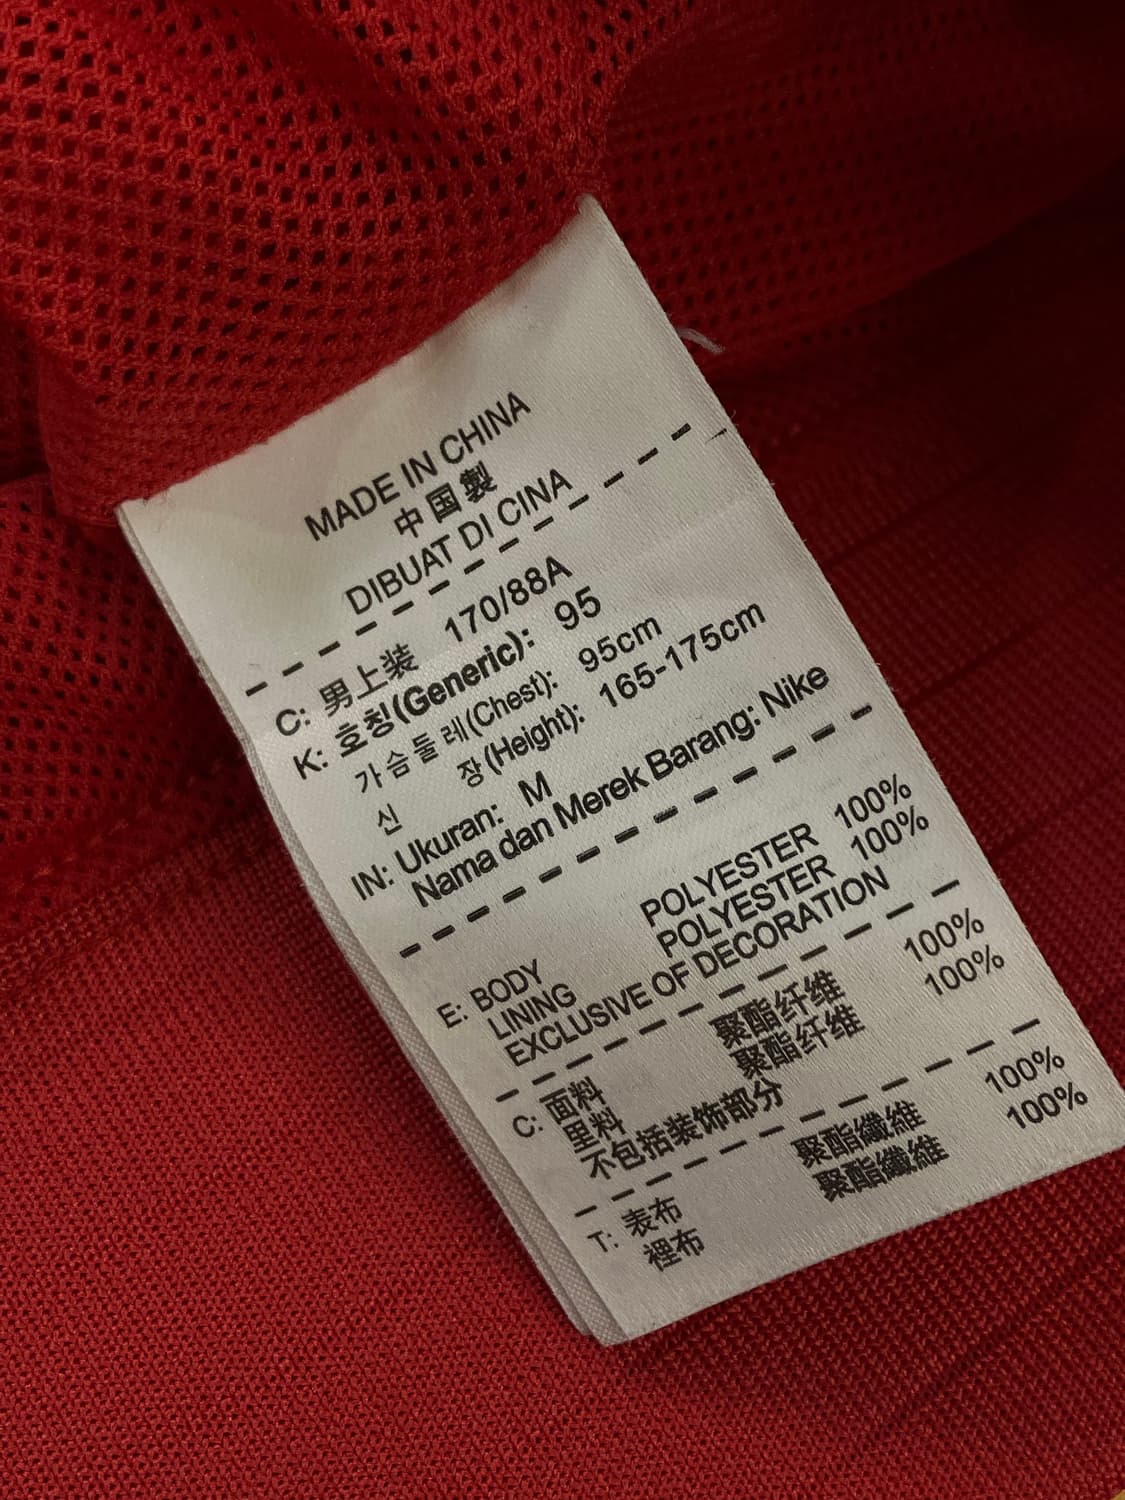 MADE IN CHINA
中国製
DIBUAT DI CINA
C: 男上装 170/88A
K: 호칭(Generic): 95
가슴둘레(Chest): 95cm
신 장(Height): 165-175cm
IN: Ukuran: M
Nama dan Merek Barang: Nike
E: BODY POLYESTER 100%
LINING POLYESTER 100%
EXCLUSIVE OF DECORATION
C: 面料 聚酯纤维 100%
里料 聚酯纤维 100%
不包括装饰部分
T: 表布 聚酯纖維 100%
裡布 聚酯纖維 100%